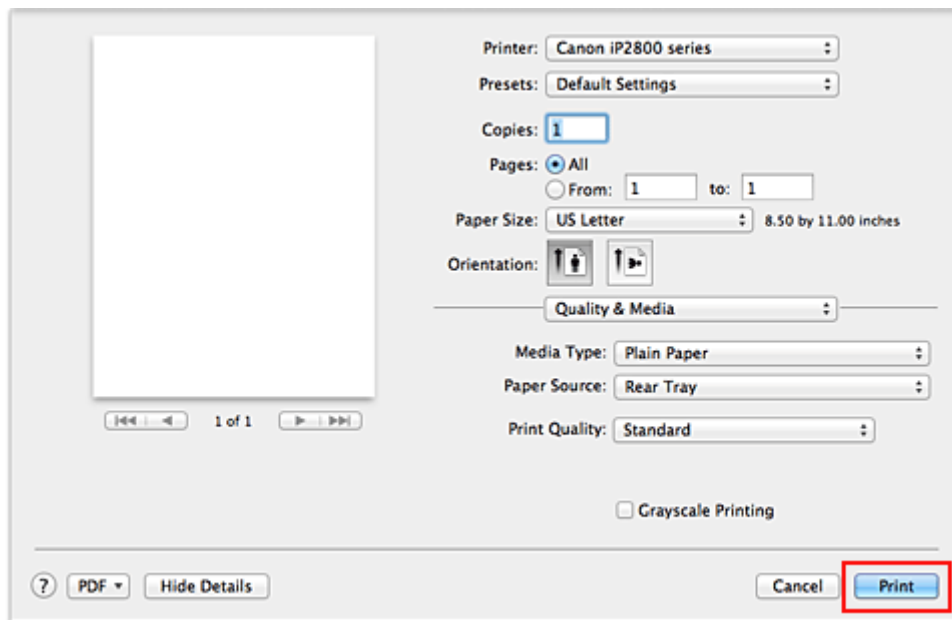 Printer: Canon iP2800 series
Presets: Default Settings
Copies: 1
Pages: All
From: 1 to: 1
Paper Size: US Letter 8.50 by 11.00 inches
Orientation:
Quality & Media
Media Type: Plain Paper
Paper Source: Rear Tray
1 of 1
Print Quality: Standard
Grayscale Printing
? PDF Hide Details Cancel Print